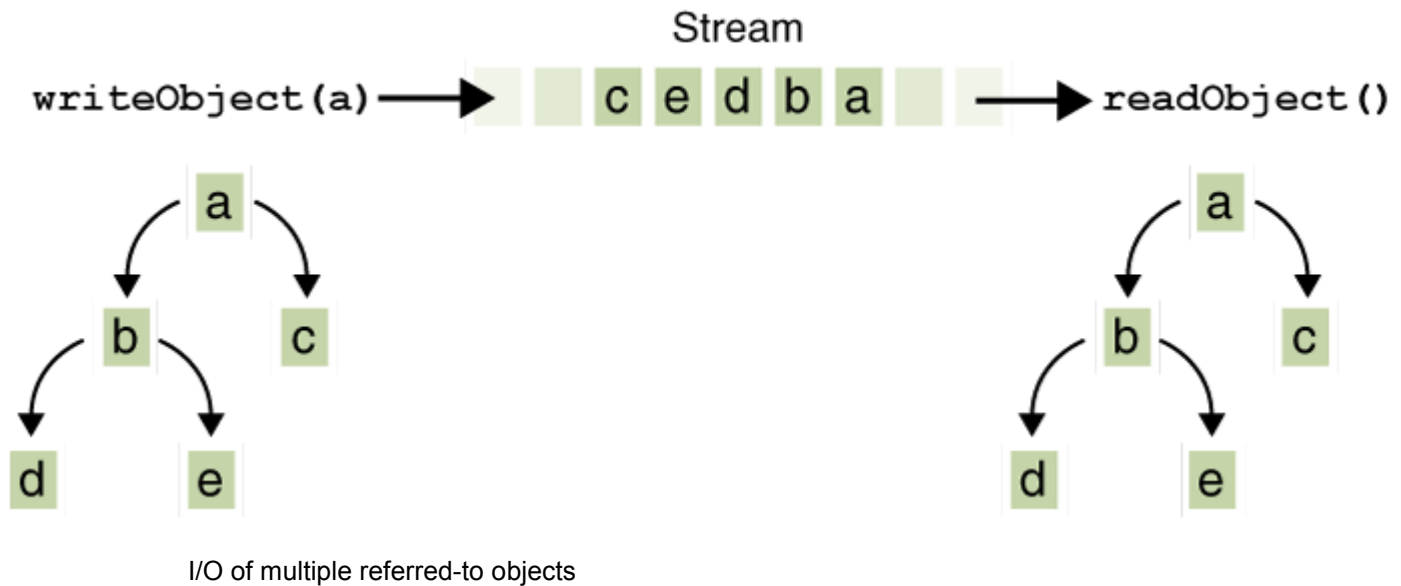 Stream
writeObject(a) c e d b a readObject()
a a
b c b c
d e d e
I/O of multiple referred-to objects